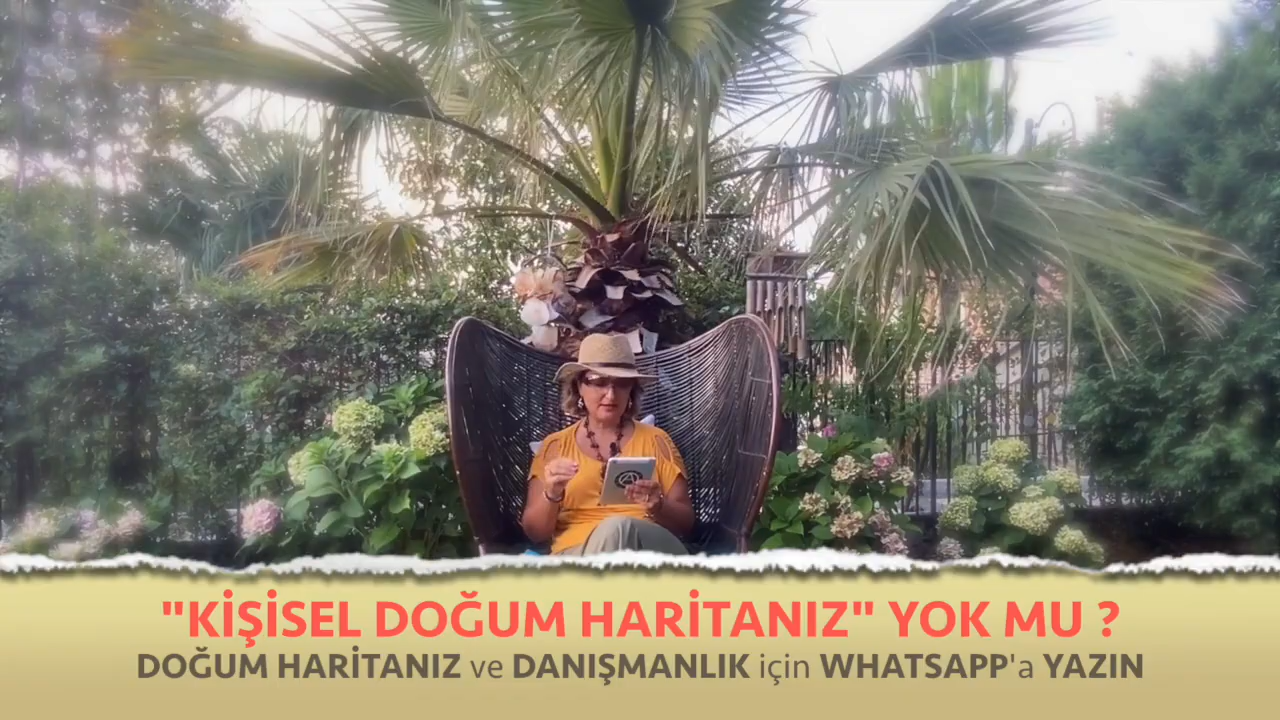 "KİŞİSEL DOĞUM HARİTANIZ" YOK MU ?
DOĞUM HARİTANIZ ve DANIŞMANLIK için WHATSAPP'a YAZIN